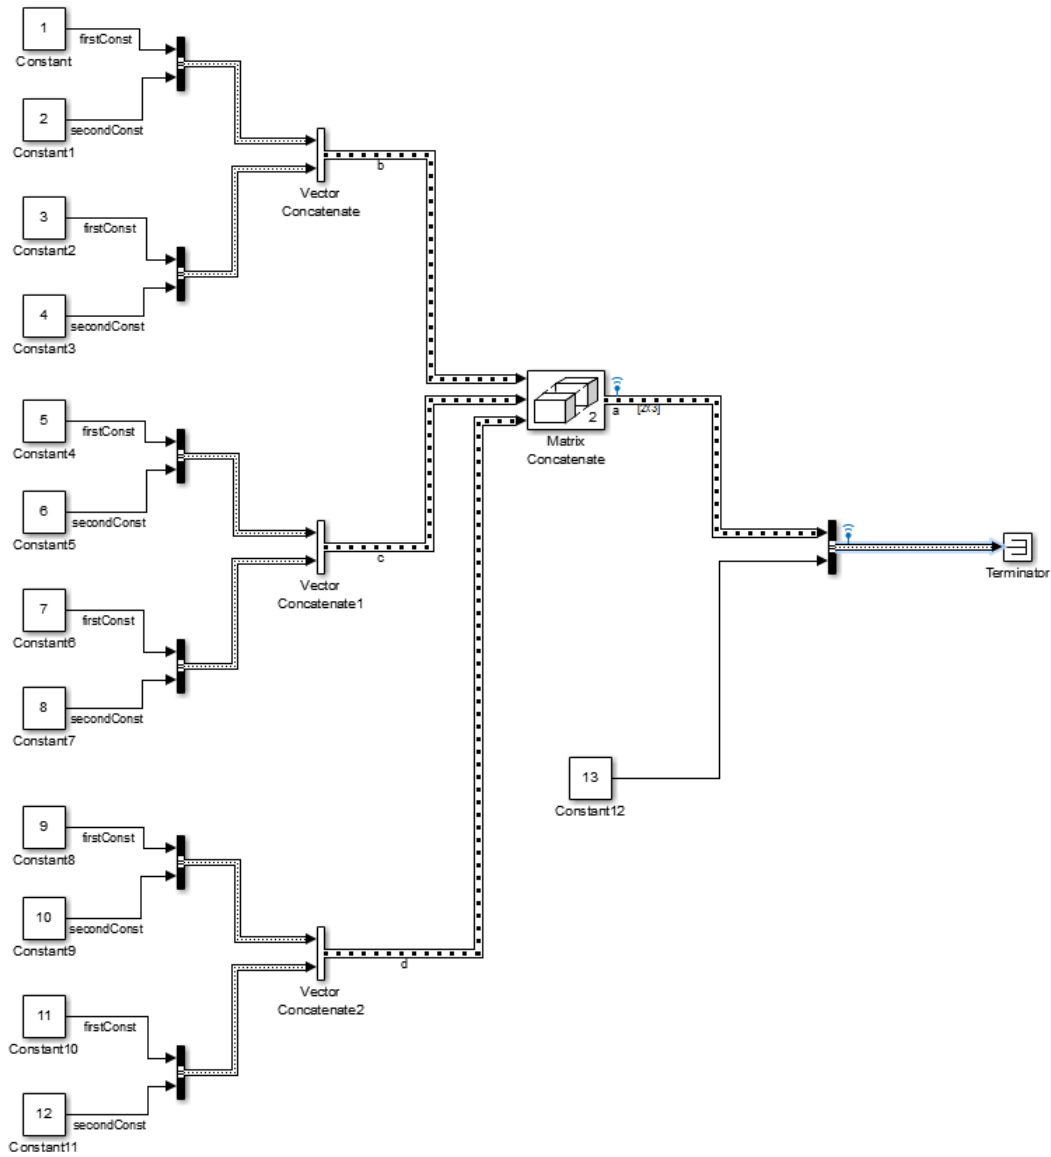 1
firstConst
Constant
2
secondConst
Constant1
3
firstConst
Constant2
4
secondConst
Constant3
b
Vector
Concatenate
5
firstConst
Constant4
6
secondConst
Constant5
7
firstConst
Constant6
8
secondConst
Constant7
c
Vector
Concatenate1
9
firstConst
Constant8
10
secondConst
Constant9
11
firstConst
Constant10
12
secondConst
Constant11
d
Vector
Concatenate2
2
Matrix
Concatenate
a
[2x3]
13
Constant12
Terminator